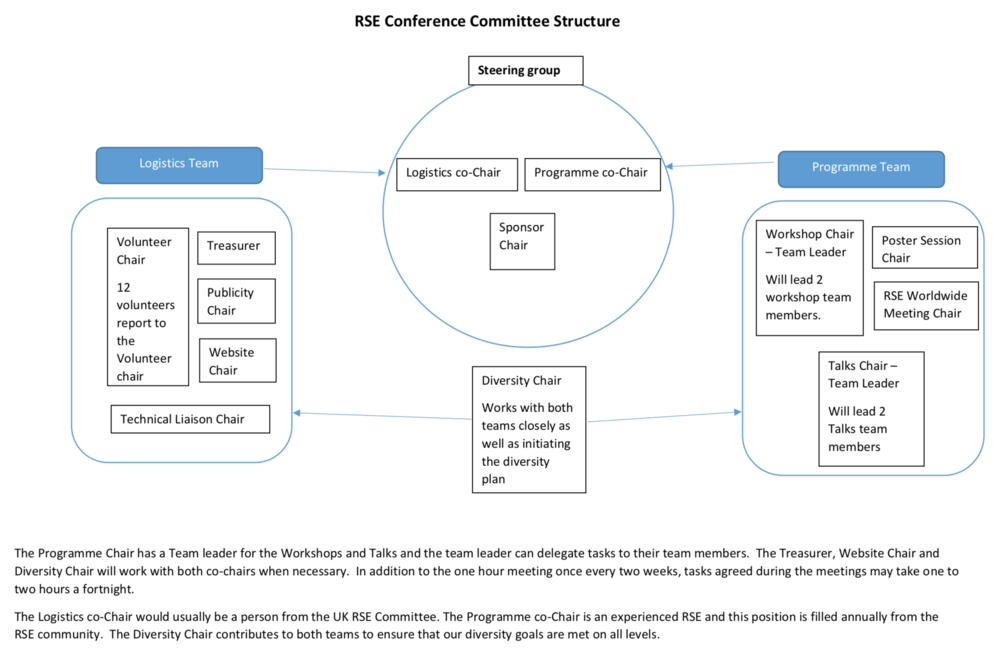 RSE Conference Committee Structure
Steering group
Logistics co-Chair
Programme co-Chair
Sponsor
Chair
Logistics Team
Volunteer
Chair
12
volunteers
report to
the
Volunteer
chair
Treasurer
Publicity
Chair
Website
Chair
Technical Liaison Chair
Diversity Chair
Works with both
teams closely as
well as initiating
the diversity
plan
Programme Team
Workshop Chair
– Team Leader
Will lead 2
workshop team
members.
Poster Session
Chair
RSE Worldwide
Meeting Chair
Talks Chair –
Team Leader
Will lead 2
Talks team
members
The Programme Chair has a Team leader for the Workshops and Talks and the team leader can delegate tasks to their team members. The Treasurer, Website Chair and
Diversity Chair will work with both co-chairs when necessary. In addition to the one hour meeting once every two weeks, tasks agreed during the meetings may take one to
two hours a fortnight.
The Logistics co-Chair would usually be a person from the UK RSE Committee. The Programme co-Chair is an experienced RSE and this position is filled annually from the
RSE community. The Diversity Chair contributes to both teams to ensure that our diversity goals are met on all levels.